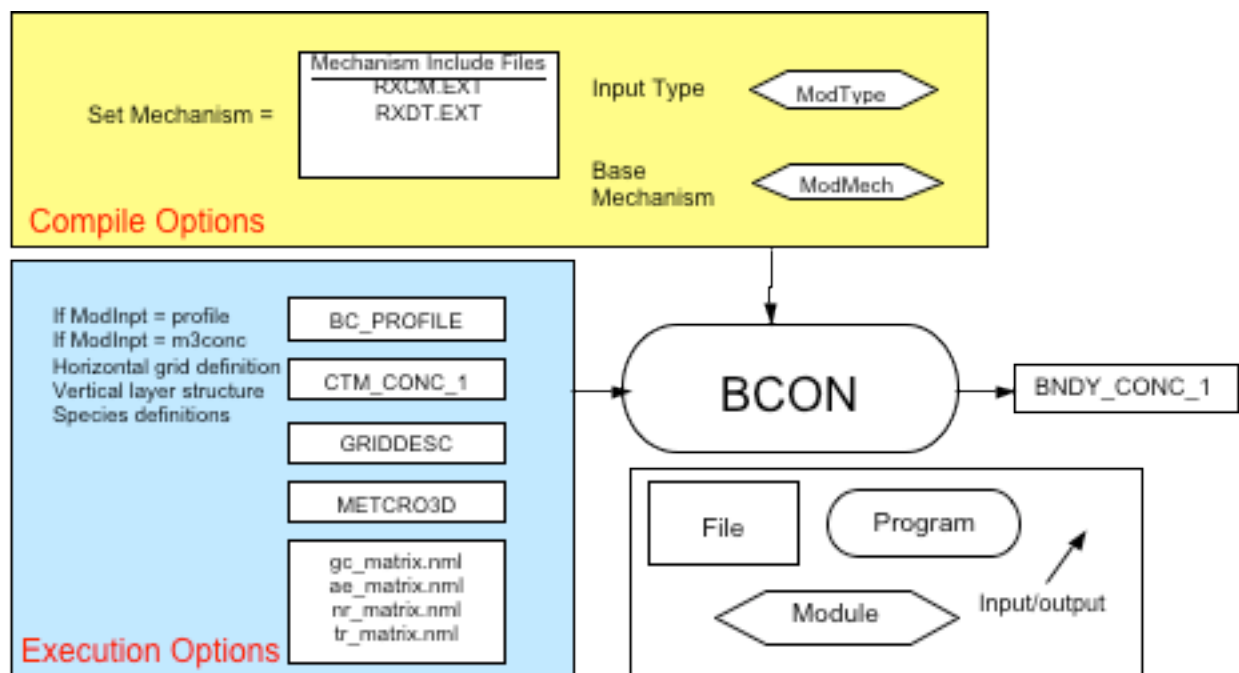 Mechanism Include Files
RXCM.EXT
RXDT.EXT
Set Mechanism =
Input Type
ModType
Base
Mechanism
ModMech
Compile Options
If ModInpt = profile
If ModInpt = m3conc
Horizontal grid definition
Vertical layer structure
Species definitions
BC_PROFILE
CTM_CONC_1
GRIDDESC
METCRO3D
gc_matrix.nml
ae_matrix.nml
nr_matrix.nml
tr_matrix.nml
Execution Options
BCON
BNDY_CONC_1
File
Program
Module
Input/output